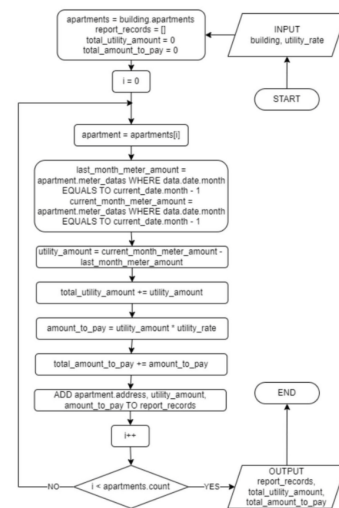 START
INPUT
building, utility_rate
apartments = building.apartments
report_records = []
total_utility_amount = 0
total_amount_to_pay = 0
i = 0
apartment = apartments[i]
last_month_meter_amount =
apartment.meter_datas WHERE data.date.month
EQUALS TO current_date.month - 1
current_month_meter_amount =
apartment.meter_datas WHERE data.date.month
EQUALS TO current_date.month - 1
utility_amount = current_month_meter_amount -
last_month_meter_amount
total_utility_amount += utility_amount
amount_to_pay = utility_amount * utility_rate
total_amount_to_pay += amount_to_pay
ADD apartment.address, utility_amount,
amount_to_pay TO report_records
i++
i < apartments.count
NO
YES
OUTPUT
report_records,
total_utility_amount,
total_amount_to_pay
END